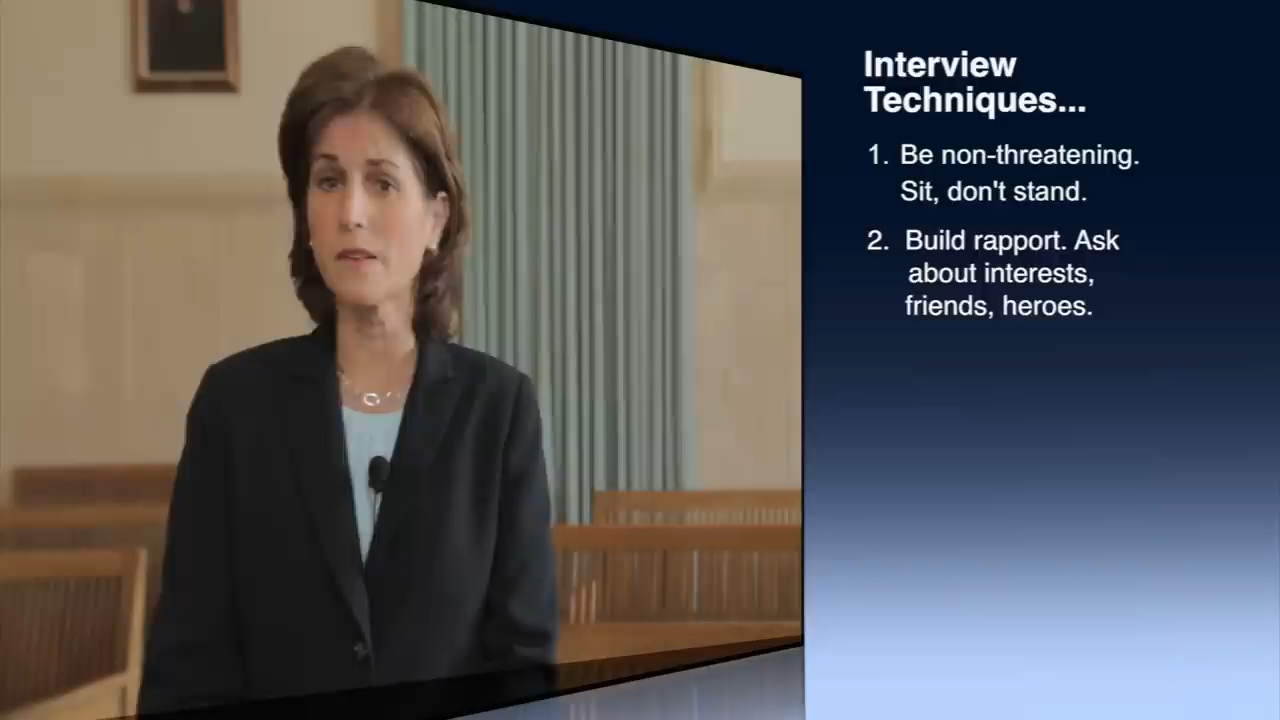 Interview
Techniques...
1. Be non-threatening.
Sit, don't stand.
2. Build rapport. Ask
about interests,
friends, heroes.